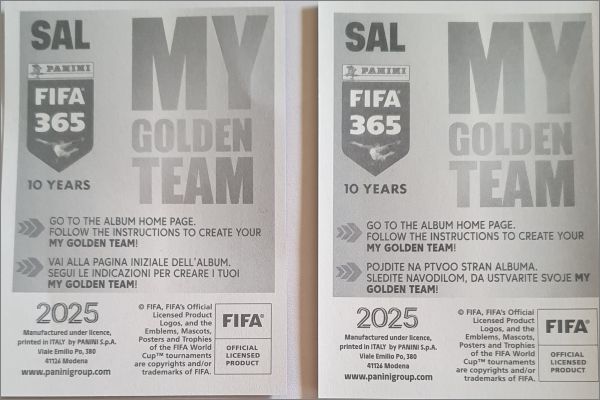 SAL
MY
GOLDEN
TEAM
PANINI
FIFA
365
10 YEARS
GO TO THE ALBUM HOME PAGE.
FOLLOW THE INSTRUCTIONS TO CREATE YOUR
MY GOLDEN TEAM!
VAI ALLA PAGINA INIZIALE DELL'ALBUM.
SEGUI LE INDICAZIONI PER CREARE I TUOI
MY GOLDEN TEAM!
2025
Manufactured under licence,
printed in ITALY by PANINI S.p.A.
Viale Emilio Po, 380
41126 Modena
www.paninigroup.com
© FIFA, FIFA's Official
Licensed Product
Logos, and the
Emblems, Mascots,
Posters and Trophies
of the FIFA World
Cup™ tournaments
are copyrights and/or
trademarks of FIFA.
FIFA®
OFFICIAL
LICENSED
PRODUCT
SAL
MY
GOLDEN
TEAM
PANINI
FIFA
365
10 YEARS
GO TO THE ALBUM HOME PAGE.
FOLLOW THE INSTRUCTIONS TO CREATE YOUR
MY GOLDEN TEAM!
POJDITE NA PTVOO STRAN ALBUMA.
SLEDITE NAVODILOM, DA USTVARITE SVOJE MY
GOLDEN TEAM!
2025
Manufactured under licence,
printed in ITALY by PANINI S.p.A.
Viale Emilio Po, 380
41126 Modena
www.paninigroup.com
© FIFA, FIFA's Official
Licensed Product
Logos, and the
Emblems, Mascots,
Posters and Trophies
of the FIFA World
Cup™ tournaments
are copyrights and/or
trademarks of FIFA.
FIFA®
OFFICIAL
LICENSED
PRODUCT